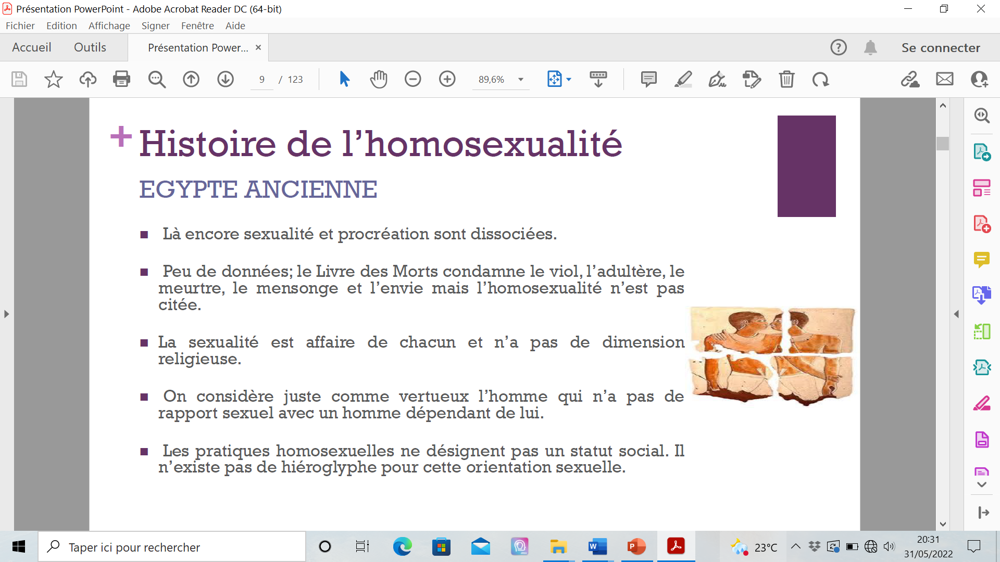 Présentation PowerPoint - Adobe Acrobat Reader DC (64-bit)
Fichier Edition Affichage Signer Fenêtre Aide
Accueil Outils Présentation Power... × ? Se connecter
9 / 123 89,6%
+ Histoire de l’homosexualité
EGYPTE ANCIENNE
■ Là encore sexualité et procréation sont dissociées.
■ Peu de données; le Livre des Morts condamne le viol, l’adultère, le
meurtre, le mensonge et l’envie mais l’homosexualité n’est pas
citée.
■ La sexualité est affaire de chacun et n’a pas de dimension
religieuse.
■ On considère juste comme vertueux l’homme qui n’a pas de
rapport sexuel avec un homme dépendant de lui.
■ Les pratiques homosexuelles ne désignent pas un statut social. Il
n’existe pas de hiéroglyphe pour cette orientation sexuelle.
Taper ici pour rechercher
23°C
20:31
31/05/2022